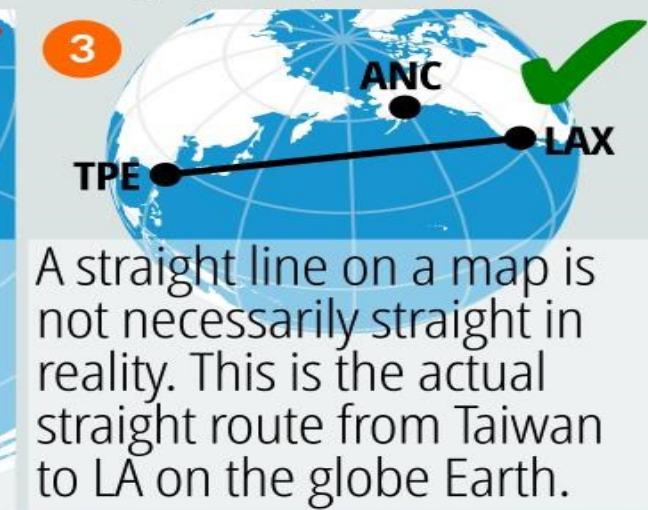 3
ANC
LAX
TPE
A straight line on a map is
not necessarily straight in
reality. This is the actual
straight route from Taiwan
to LA on the globe Earth.